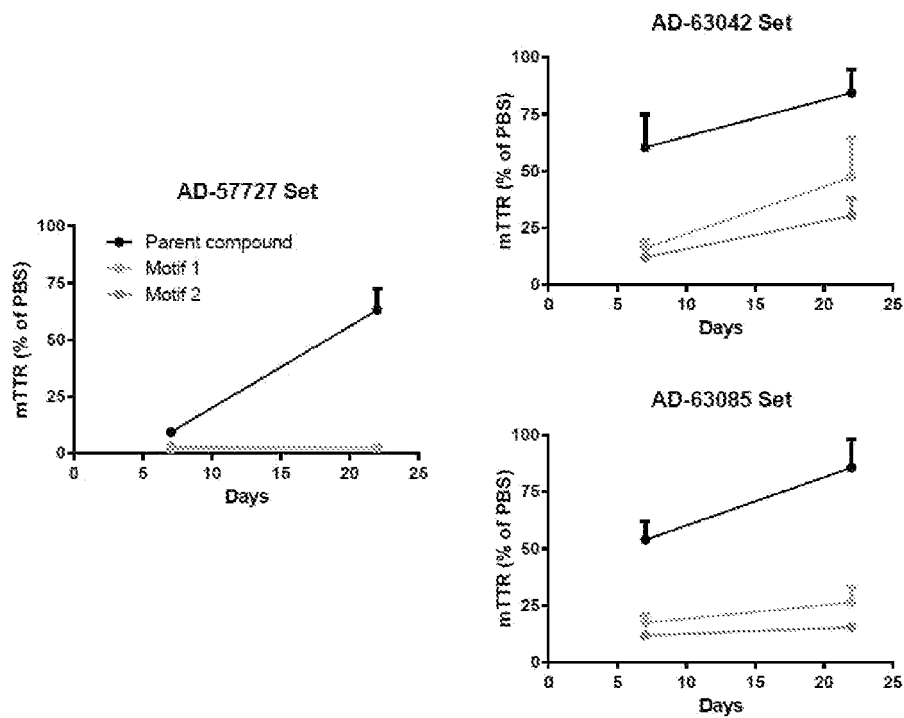 AD-57727 Set
mTTR (% of PBS)
100
75
50
25
0
Parent compound
Motif 1
Motif 2
0 5 10 15 20 25
Days
AD-63042 Set
mTTR (% of PBS)
100
75
50
25
0
0 5 10 15 20 25
Days
AD-63085 Set
mTTR (% of PBS)
100
75
50
25
0
0 5 10 15 20 25
Days